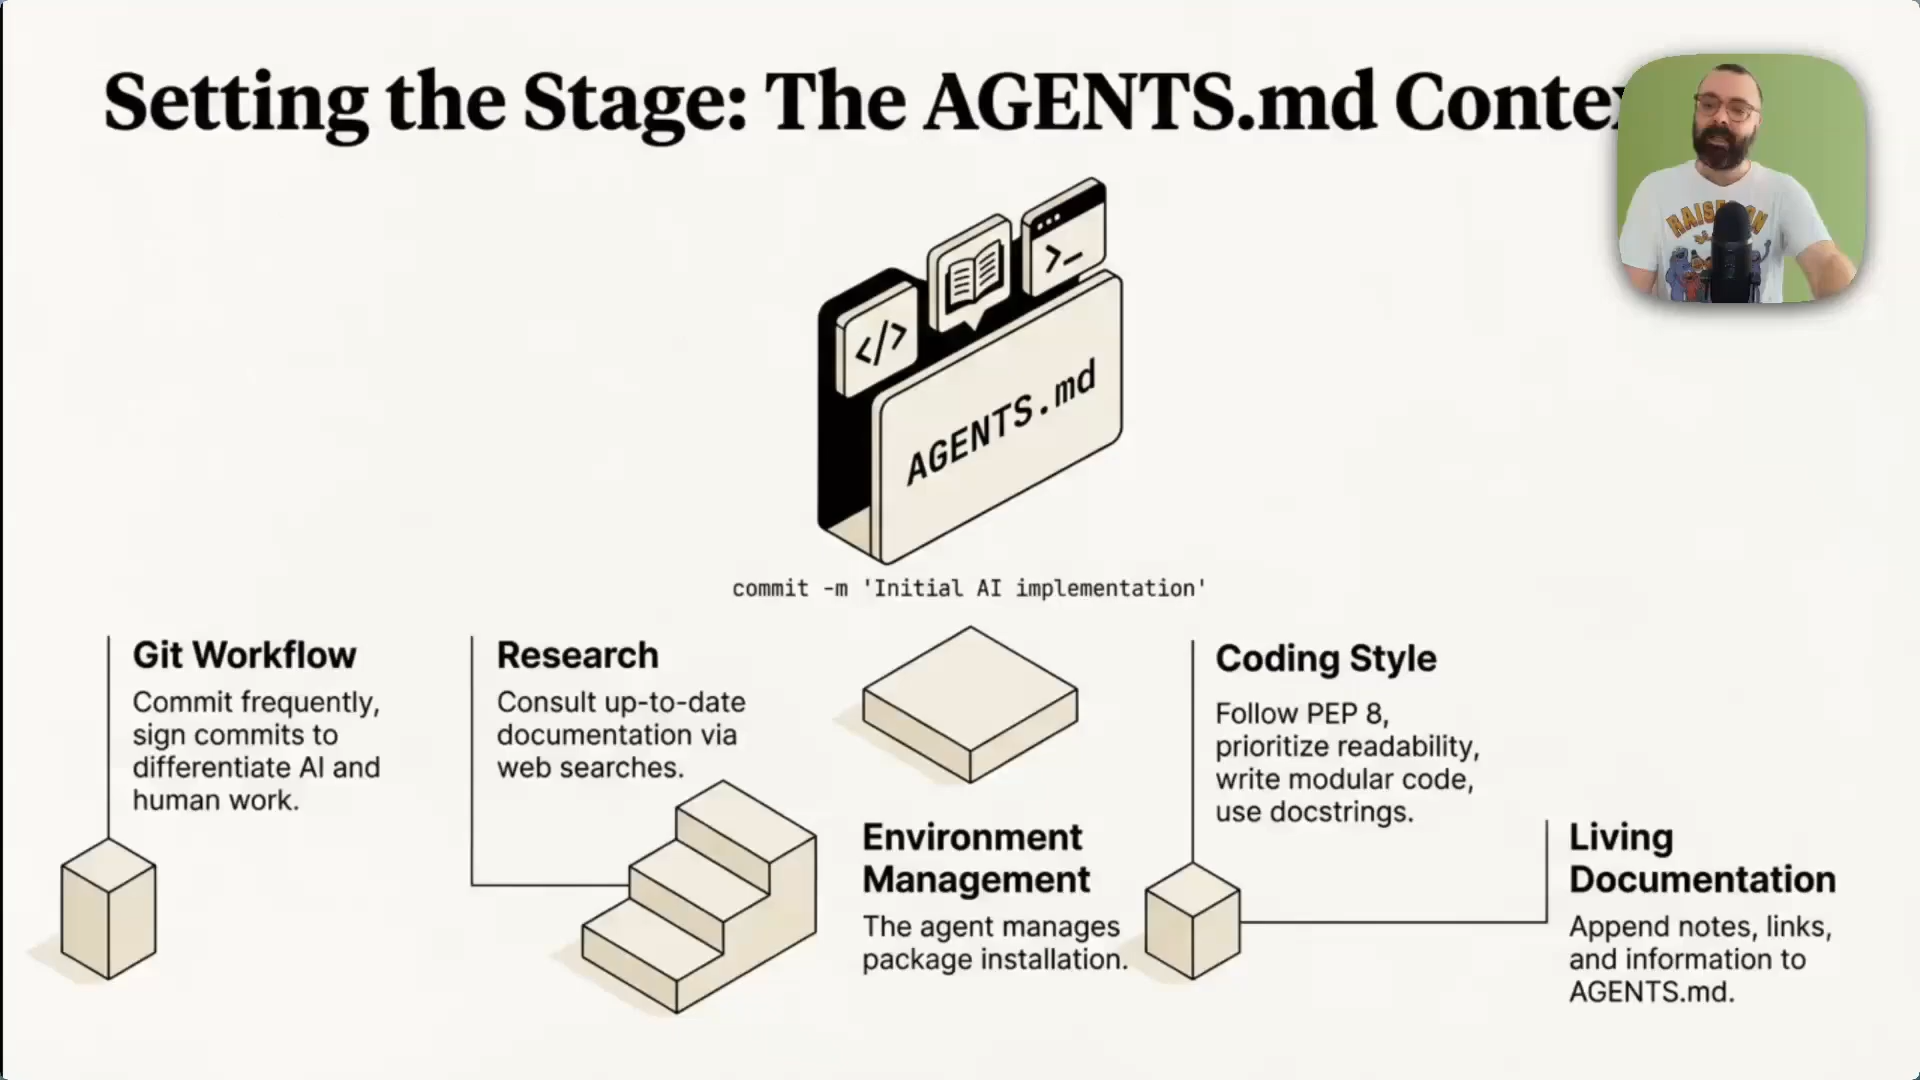 Setting the Stage: The AGENTS.md
</>
>_
AGENTS.md
commit -m 'Initial AI implementation'
Git Workflow
Commit frequently,
sign commits to
differentiate AI and
human work.
Research
Consult up-to-date
documentation via
web searches.
Environment
Management
The agent manages
package installation.
Coding Style
Follow PEP 8,
prioritize readability,
write modular code,
use docstrings.
Living
Documentation
Append notes, links,
and information to
AGENTS.md.